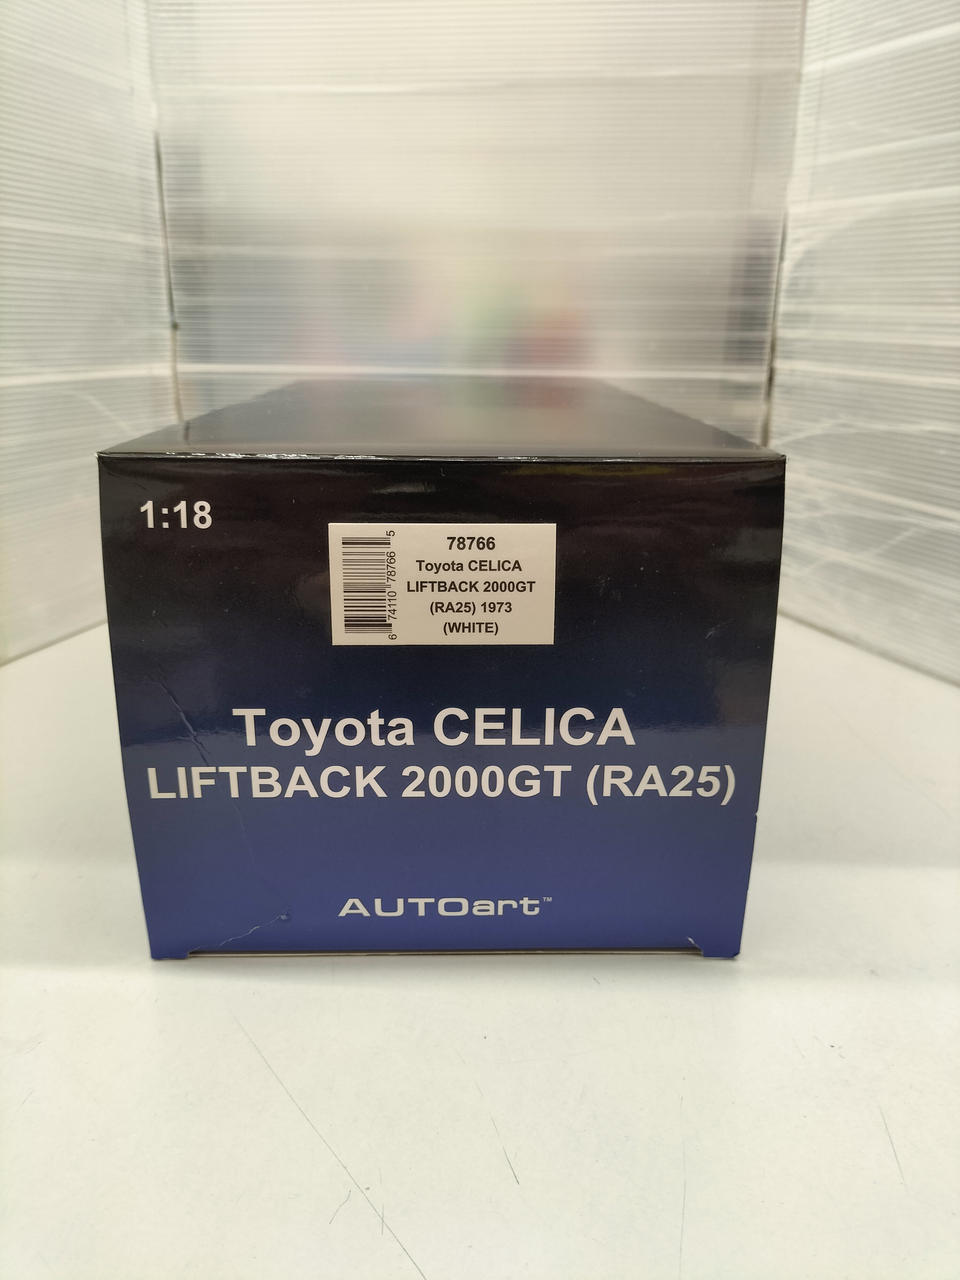 1:18
78766
Toyota CELICA
LIFTBACK 2000GT
(RA25) 1973
(WHITE)
6 74110 78766 5
Toyota CELICA
LIFTBACK 2000GT (RA25)
AUTOart™